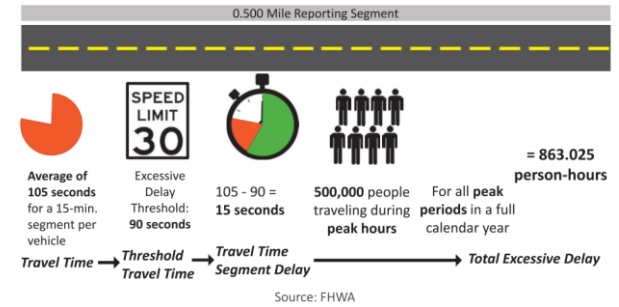 0.500 Mile Reporting Segment
SPEED
LIMIT
30
Average of
105 seconds
for a 15-min.
segment per
vehicle
Excessive
Delay
Threshold:
90 seconds
105 - 90 =
15 seconds
500,000 people
traveling during
peak hours
For all peak
periods in a full
calendar year
= 863.025
person-hours
Travel Time
Threshold
Travel Time
Travel Time
Segment Delay
Total Excessive Delay
Source: FHWA